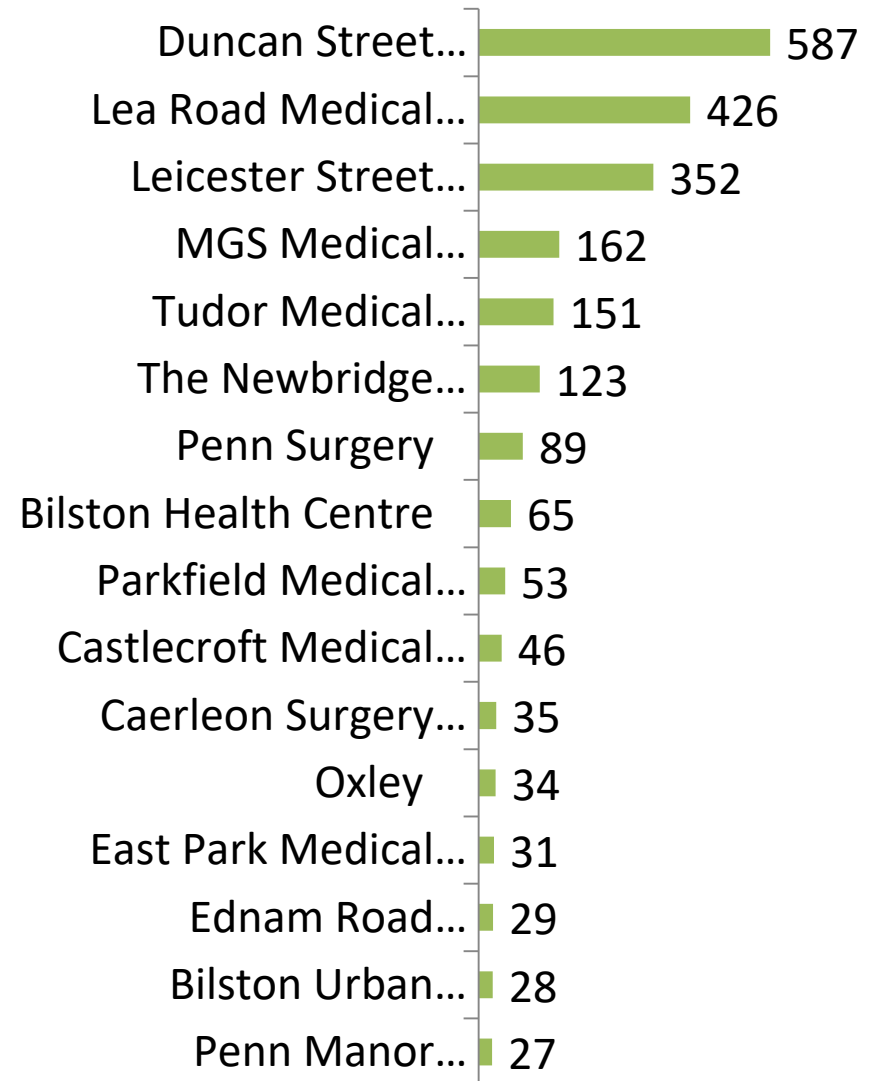 Duncan Street… 587
Lea Road Medical… 426
Leicester Street… 352
MGS Medical… 162
Tudor Medical… 151
The Newbridge… 123
Penn Surgery 89
Bilston Health Centre 65
Parkfield Medical… 53
Castlecroft Medical… 46
Caerleon Surgery… 35
Oxley 34
East Park Medical… 31
Ednam Road… 29
Bilston Urban… 28
Penn Manor… 27